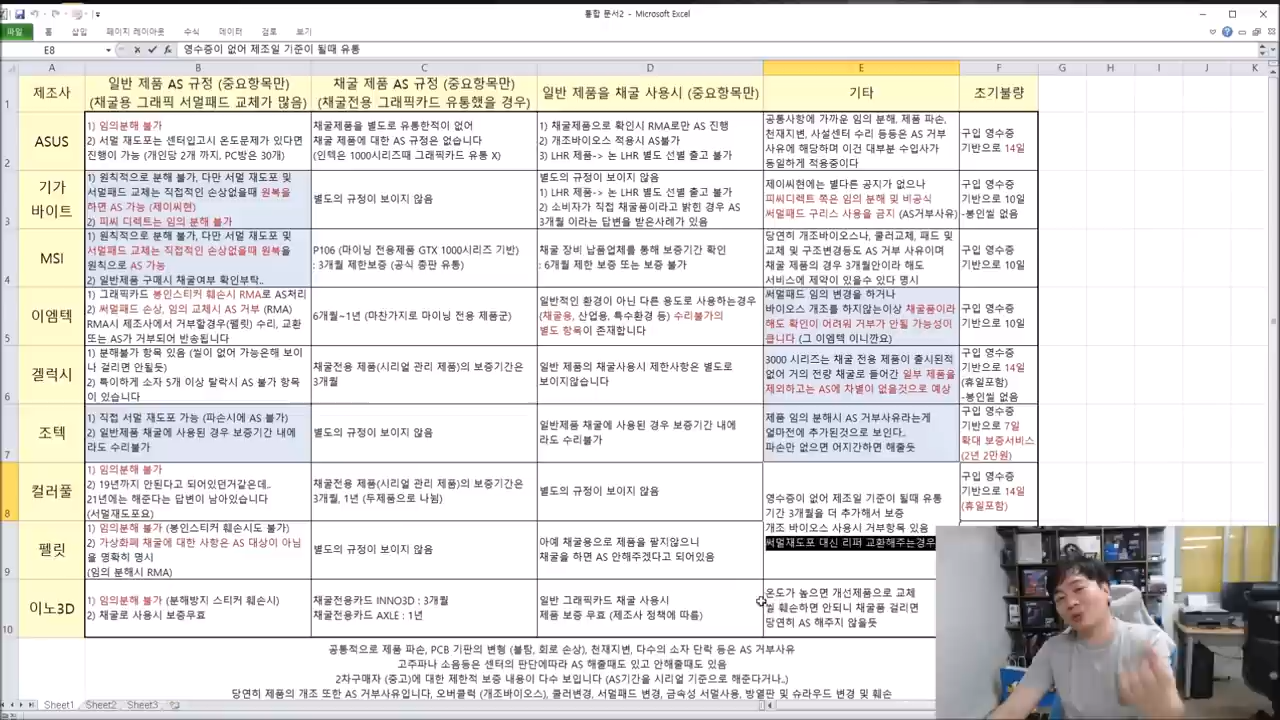 통합 문서2 - Microsoft Excel
파일 홈 삽입 페이지 레이아웃 수식 데이터 검토 보기
E8 fx 영수증이 없어 제조일 기준이 될때 유통
A B C D E F G H I J K
1
제조사
일반 제품 AS 규정 (중요항목만)
(채굴용 그래픽 서멀패드 교체가 많음)
채굴 제품 AS 규정 (중요항목만)
(채굴전용 그래픽카드 유통했을 경우)
일반 제품을 채굴 사용시 (중요항목만)
기타
초기불량
2
ASUS
1) 임의분해 불가
2) 서멀 재도포는 센터입고시 온도문제가 있다면
진행이 가능 (개인당 2개 까지, PC방은 30개)
채굴제품을 별도로 유통한적이 없어
채굴 제품에 대한 AS 규정은 없습니다
(인텍은 1000시리즈때 그래픽카드 유통 X)
1) 채굴제품으로 확인시 RMA로만 AS 진행
2) 개조바이오스 적용시 AS불가
3) LHR 제품-> 논 LHR 별도 선별 출고 불가
공통사항에 가까운 임의 분해, 제품 파손,
천재지변, 사설센터 수리 등등은 AS 거부
사유에 해당하며 이건 대부분 수입사가
동일하게 적용중이다
구입 영수증
기반으로 14일
3
기가
바이트
1) 원칙적으로 분해 불가, 다만 서멀 재도포 및
서멀패드 교체는 직접적인 손상없을때 원복을
하면 AS 가능 (제이씨현)
2) 피씨 디렉트는 임의 분해 불가
별도의 규정이 보이지 않음
별도의 규정이 보이지 않음
1) LHR 제품-> 논 LHR 별도 선별 출고 불가
2) 소비자가 직접 채굴품이라고 밝힌 경우 AS
3개월 이라는 답변을 받은사례가 있음
제이씨현에는 별다른 공지가 없으나
피씨디렉트 쪽은 임의 분해 및 비공식
써멀패드 구리스 사용을 금지 (AS거부사유)
구입 영수증
기반으로 10일
-봉인씰 없음
4
MSI
1) 원칙적으로 분해 불가, 다만 서멀 재도포 및
서멀패드 교체는 직접적인 손상없을때 원복을
원칙으로 AS 가능
2) 일반제품 구매시 채굴여부 확인부탁..
P106 (마이닝 전용제품 GTX 1000시리즈 기반)
: 3개월 제한보증 (공식 총판 유통)
채굴 장비 납품업체를 통해 보증기간 확인
: 6개월 제한 보증 또는 보증 불가
당연히 개조바이오스나, 쿨러교체, 패드 및
교체 및 구조변경등도 AS 거부 사유이며
채굴 제품의 경우 3개월안이라 해도
서비스에 제약이 있을수 있다 명시
구입 영수증
기반으로 10일
5
이엠텍
1) 그래픽카드 봉인스티커 훼손시 RMA로 AS처리
2) 써멀패드 손상, 임의 교체시 AS 거부 (RMA)
RMA시 제조사에서 거부할경우(펠릿) 수리, 교환
또는 AS가 거부되어 반송됩니다
6개월~1년 (마찬가지로 마이닝 전용 제품군)
일반적인 환경이 아닌 다른 용도로 사용하는경우
(채굴용, 산업용, 특수환경 등) 수리불가의
별도 항목이 존재합니다
써멀패드 임의 변경을 하거나
바이오스 개조를 하지않는이상 채굴품이라
해도 확인이 어려워 거부가 안될 가능성이
큽니다 (그 이엠텍 이니깐요)
구입 영수증
기반으로 10일
6
겔럭시
1) 분해불가 항목 있음 (씰이 없어 가능은해 보이
나 걸리면 안될듯)
2) 특이하게 소자 5개 이상 탈락시 AS 불가 항목
이 있습니다
채굴전용 제품(시리얼 관리 제품)의 보증기간은
3개월
일반 제품의 채굴사용시 제한사항은 별도로
보이지않습니다
3000 시리즈는 채굴 전용 제품이 출시된적
없어 거의 전량 채굴로 들어간 일부 제품을
제외하고는 AS에 차별이 없을것으로 예상
구입 영수증
기반으로 14일
(휴일포함)
-봉인씰 없음
7
조텍
1) 직접 서멀 재도포 가능 (파손시에 AS 불가)
2) 일반제품 채굴에 사용된 경우 보증기간 내에
라도 수리불가
별도의 규정이 보이지 않음
일반제품 채굴에 사용된 경우 보증기간 내에
라도 수리불가
제품 임의 분해시 AS 거부사유라는게
얼마전에 추가된것으로 보인다..
파손만 없으면 어지간하면 해줄듯
구입 영수증
기반으로 7일
확대 보증서비스
(2년 2만원)
8
컬러풀
1) 임의분해 불가
2) 19년까지 안된다고 되어있던거같은데..
21년에는 해준다는 답변이 남아있습니다
(서멀재도포요)
채굴전용 제품(시리얼 관리제품)의 보증기간은
3개월, 1년 (두제품으로 나뉨)
별도의 규정이 보이지 않음
영수증이 없어 제조일 기준이 될때 유통
기간 3개월을 더 추가해서 보증
개조 바이오스 사용시 거부항목 있음
써멀재도포 대신 리퍼 교환해주는경우
구입 영수증
기반으로 14일
(휴일포함)
9
펠릿
1) 임의분해 불가 (봉인스티커 훼손시도 불가)
2) 가상화폐 채굴에 대한 사항은 AS 대상이 아님
을 명확히 명시
(임의 분해시 RMA)
별도의 규정이 보이지 않음
아예 채굴용으로 제품을 팔지않으니
채굴을 하면 AS 안해주겠다고 되어있음
10
이노3D
1) 임의분해 불가 (분해방지 스티커 훼손시)
2) 채굴로 사용시 보증무효
채굴전용카드 INNO3D : 3개월
채굴전용카드 AXLE : 1년
일반 그래픽카드 채굴 사용시
제품 보증 무효 (제조사 정책에 따름)
온도가 높으면 개선제품으로 교체
씰 훼손하면 안되니 채굴품 걸리면
당연히 AS 해주지 않을듯
공통적으로 제품 파손, PCB 기판의 변형 (불탐, 회로 손상), 천재지변, 다수의 소자 단락 등은 AS 거부사유
고주파나 소음등은 센터의 판단에따라 AS 해줄때도 있고 안해줄때도 있음
2차구매자 (중고)에 대한 제한적 보증 내용이 다수 보입니다 (AS기간을 시리얼 기준으로 해준다거나..)
당연히 제품의 개조 또한 AS 거부사유입니다, 오버클럭 (개조바이오스), 쿨러변경, 서멀패드 변경, 금속성 서멀사용, 방열판 및 슈라우드 변경 및 훼손
Sheet1 Sheet2 Sheet3